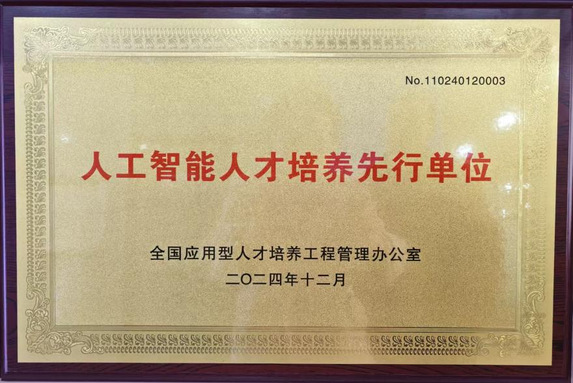 No.110240120003
人工智能人才培养先行单位
全国应用型人才培养工程管理办公室
二〇二四年十二月